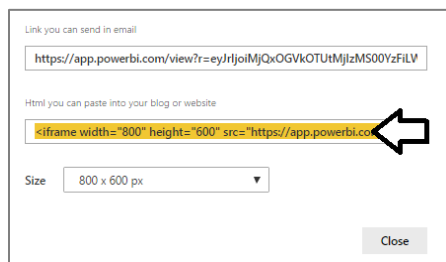 Link you can send in email
https://app.powerbi.com/view?r=eyJrIjoiMjQxOGVkOTUtMjIzMS00YzFiLW
Html you can paste into your blog or website
<iframe width="800" height="600" src="https://app.powerbi.co
Size 800 x 600 px
Close